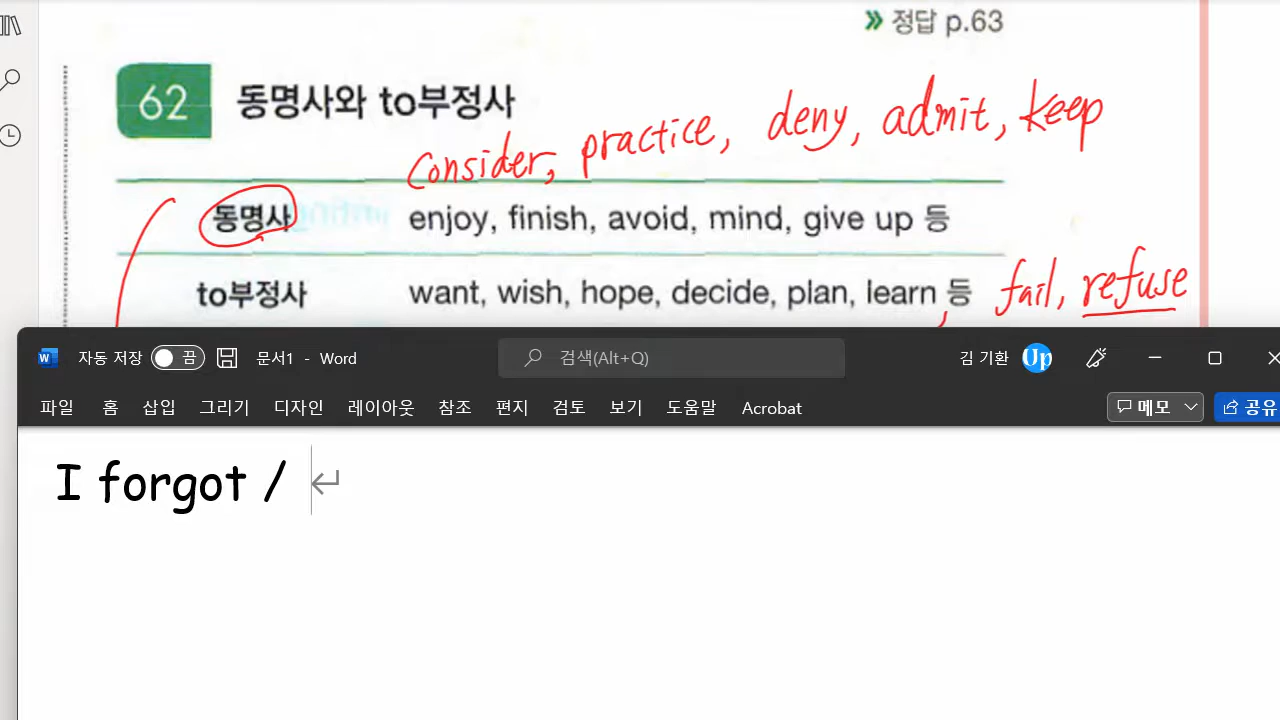 » 정답 p.63
62 동명사와 to부정사
consider, practice, deny, admit, keep
동명사 enjoy, finish, avoid, mind, give up 등
to부정사 want, wish, hope, decide, plan, learn 등, fail, refuse
자동 저장 끔 문서1 - Word 검색(Alt+Q) 김 기환 Up
파일 홈 삽입 그리기 디자인 레이아웃 참조 편지 검토 보기 도움말 Acrobat 메모 공유
I forgot /